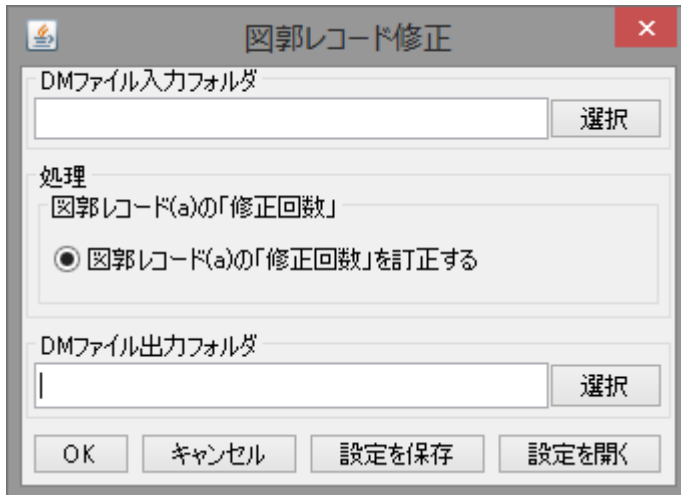 図郭レコード修正
DMファイル入力フォルダ
選択
処理
図郭レコード(a)の「修正回数」
図郭レコード(a)の「修正回数」を訂正する
DMファイル出力フォルダ
選択
OK キャンセル 設定を保存 設定を開く